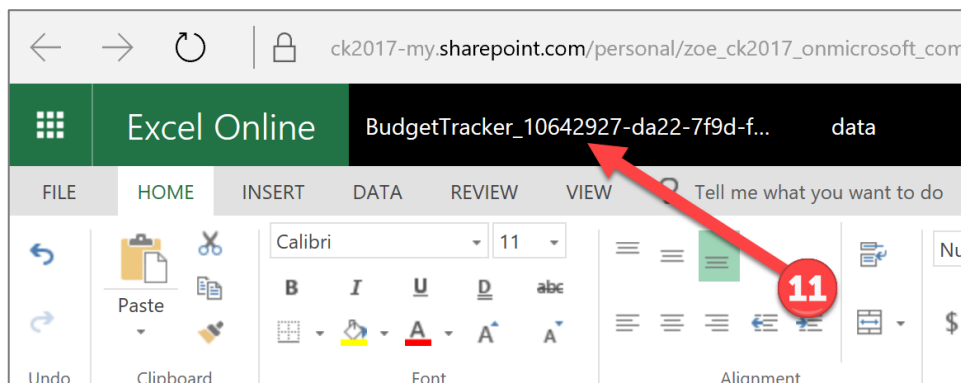 ck2017-my.sharepoint.com/personal/zoe_ck2017_onmicrosoft_com
Excel Online BudgetTracker_10642927-da22-7f9d-f... data
FILE HOME INSERT DATA REVIEW VIEW Tell me what you want to do
Calibri 11
B I U D abc
Paste
11
A A A
$
Undo Clipboard Font Alignment